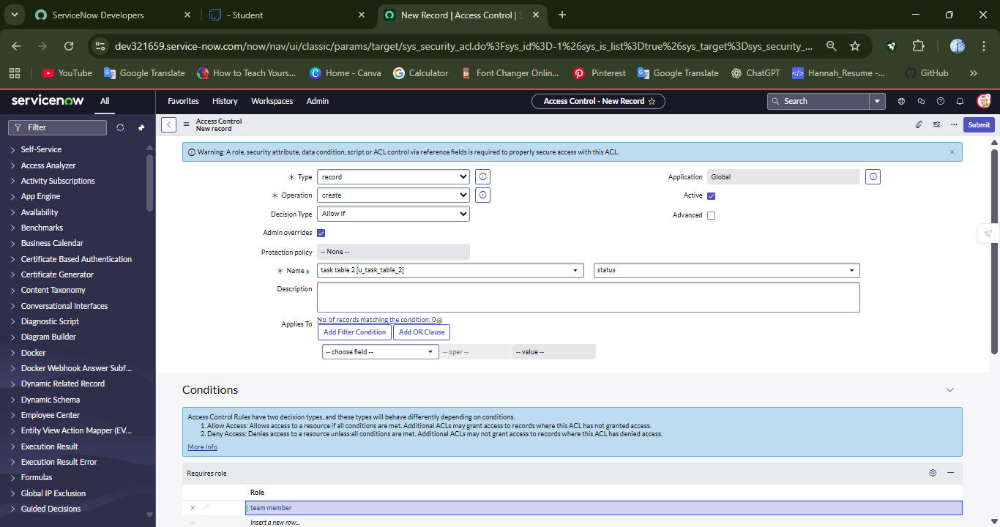 ServiceNow Developers
- Student
New Record | Access Control | S
dev321659.service-now.com/now/nav/ui/classic/params/target/sys_security_acl.do%3Fsys_id%3D-1%26sys_is_list%3Dtrue%26sys_target%3Dsys_security_...
YouTube
Google Translate
How to Teach Yours...
Home - Canva
Calculator
Font Changer Onlin...
Pinterest
Google Translate
ChatGPT
Hannah_Resume -...
GitHub
servicenow
All
Favorites
History
Workspaces
Admin
Access Control - New Record
Search
Filter
Self-Service
Access Analyzer
Activity Subscriptions
App Engine
Availability
Benchmarks
Business Calendar
Certificate Based Authentication
Certificate Generator
Content Taxonomy
Conversational Interfaces
Diagnostic Script
Diagram Builder
Docker
Docker Webhook Answer Subf...
Dynamic Related Record
Dynamic Schema
Employee Center
Entity View Action Mapper (EV...
Execution Result
Execution Result Error
Formulas
Global IP Exclusion
Guided Decisions
Access Control
New record
Submit
Warning: A role, security attribute, data condition, script or ACL control via reference fields is required to properly secure access with this ACL.
Type
record
Application
Global
Operation
create
Active
Decision Type
Allow If
Advanced
Admin overrides
Protection policy
-- None --
Name
task table 2 [u_task_table_2]
status
Description
Applies To
No. of records matching the condition: 0
Add Filter Condition
Add OR Clause
-- choose field --
-- oper --
-- value --
Conditions
Access Control Rules have two decision types, and these types will behave differently depending on conditions.
1. Allow Access: Allows access to a resource if all conditions are met. Additional ACLs may grant access to records where this ACL has not granted access.
2. Deny Access: Denies access to a resource unless all conditions are met. Additional ACLs may not grant access to records where this ACL has denied access.
More Info
Requires role
Role
team member
Insert a new row...